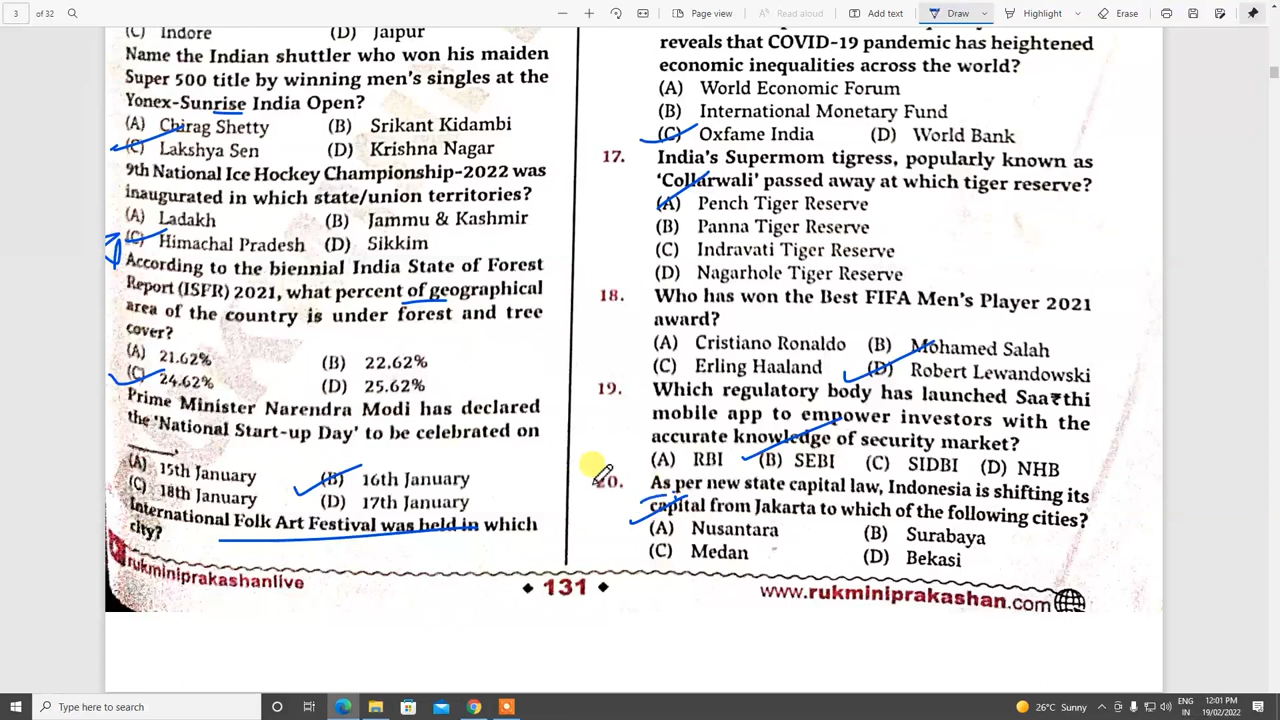 3 of 32
Page view
Read aloud
Add text
Draw
Highlight
Erase
(C) Indore (D) Jaipur
Name the Indian shuttler who won his maiden
Super 500 title by winning men's singles at the
Yonex-Sunrise India Open?
(A) Chirag Shetty (B) Srikant Kidambi
(C) Lakshya Sen (D) Krishna Nagar
9th National Ice Hockey Championship-2022 was
inaugurated in which state/union territories?
(A) Ladakh (B) Jammu & Kashmir
(C) Himachal Pradesh (D) Sikkim
According to the biennial India State of Forest
Report (ISFR) 2021, what percent of geographical
area of the country is under forest and tree
cover?
(A) 21.62% (B) 22.62%
(C) 24.62% (D) 25.62%
Prime Minister Narendra Modi has declared
the 'National Start-up Day' to be celebrated on
(A) 15th January (B) 16th January
(C) 18th January (D) 17th January
International Folk Art Festival was held in which
city?
reveals that COVID-19 pandemic has heightened
economic inequalities across the world?
(A) World Economic Forum
(B) International Monetary Fund
(C) Oxfame India (D) World Bank
17. India's Supermom tigress, popularly known as
'Collarwali' passed away at which tiger reserve?
(A) Pench Tiger Reserve
(B) Panna Tiger Reserve
(C) Indravati Tiger Reserve
(D) Nagarhole Tiger Reserve
18. Who has won the Best FIFA Men's Player 2021
award?
(A) Cristiano Ronaldo (B) Mohamed Salah
(C) Erling Haaland (D) Robert Lewandowski
19. Which regulatory body has launched Saa₹thi
mobile app to empower investors with the
accurate knowledge of security market?
(A) RBI (B) SEBI (C) SIDBI (D) NHB
20. As per new state capital law, Indonesia is shifting its
capital from Jakarta to which of the following cities?
(A) Nusantara (B) Surabaya
(C) Medan (D) Bekasi
rukminiprakashanlive
◆ 131 ◆
www.rukminiprakashan.com
Type here to search
26°C Sunny
ENG
IN
12:01 PM
19/02/2022